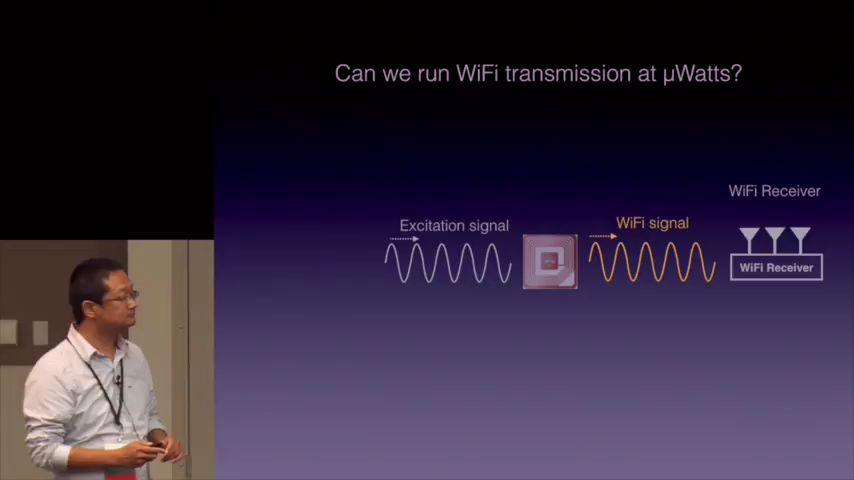 Can we run WiFi transmission at µWatts?
WiFi Receiver
Excitation signal
WiFi signal
WiFi Receiver